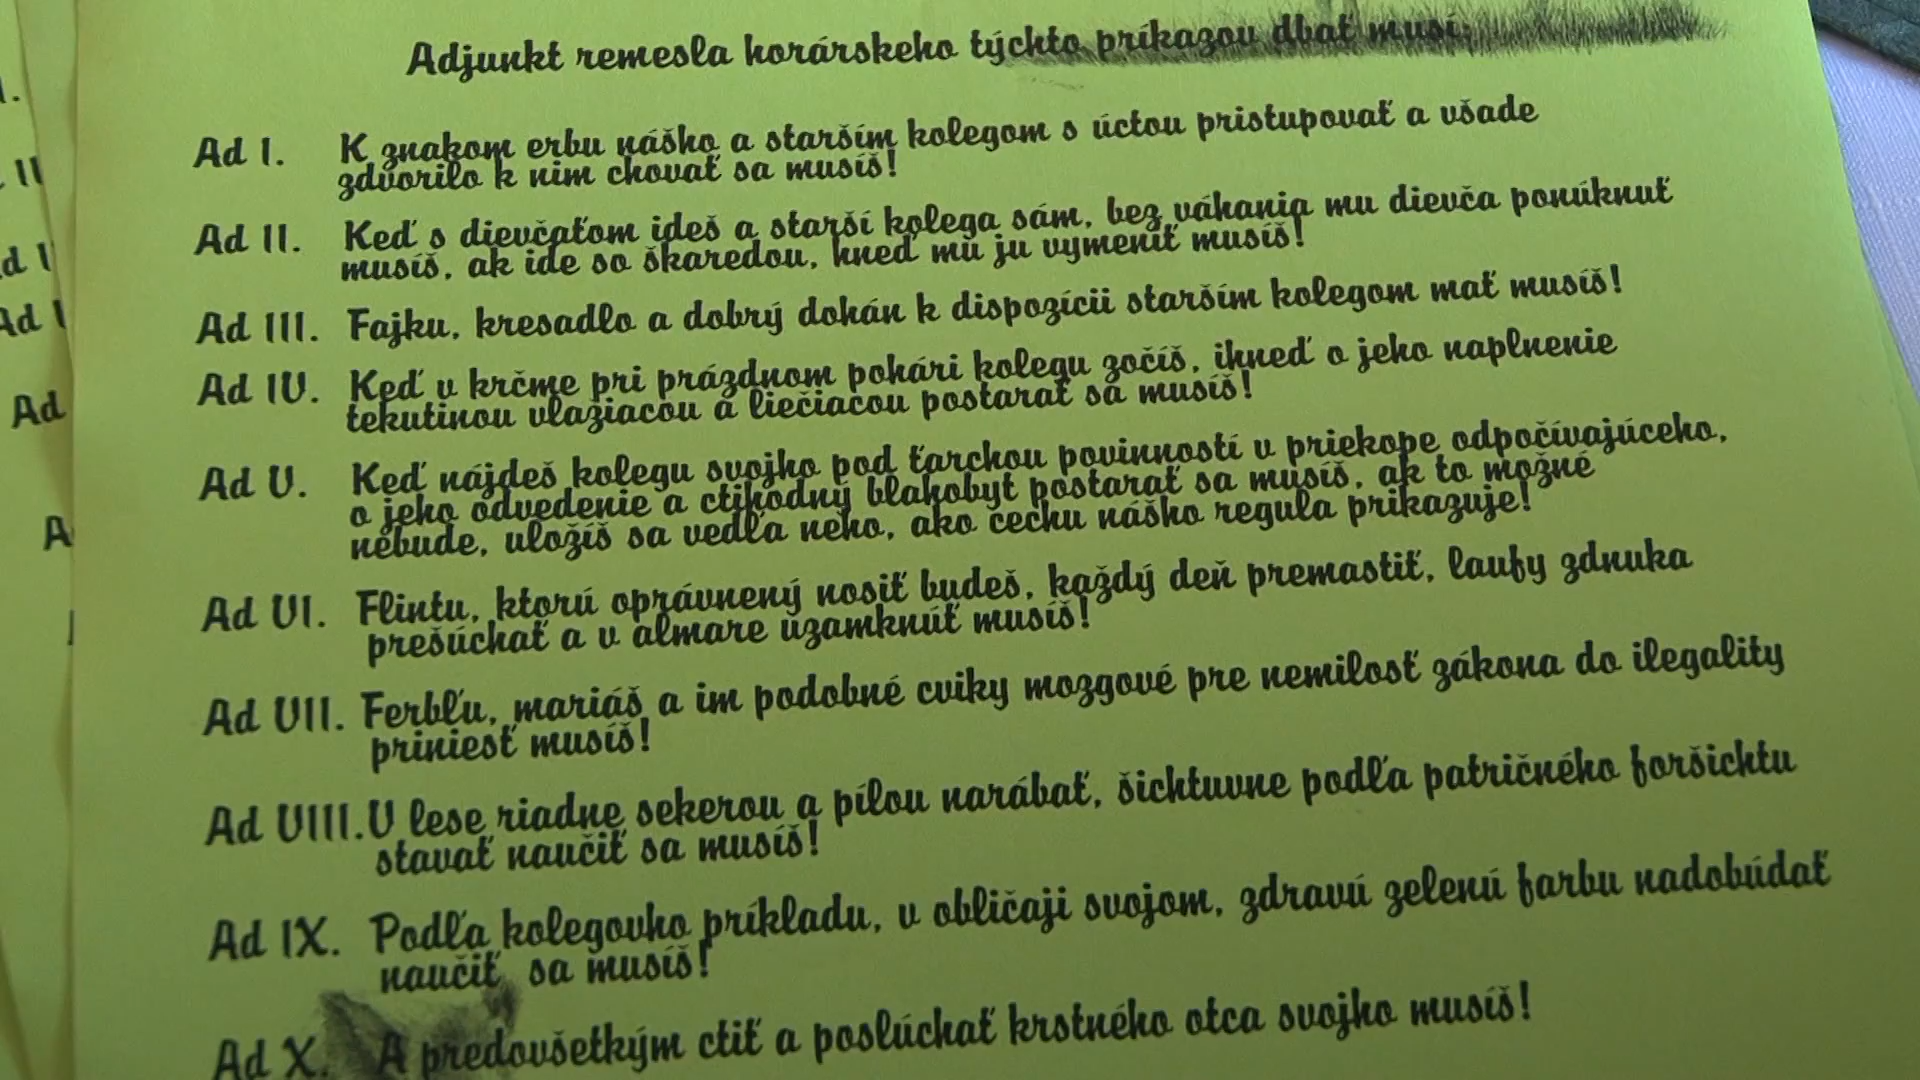 Adjunkt remesla horárskeho týchto príkazov dbať musí:
Ad I. K znakom erbu nášho a starším kolegom s úctou pristupovať a všade
zdvorilo k nim chovať sa musíš!
Ad II. Keď s dievčaťom ideš a starší kolega sám, bez váhania mu dievča ponúknuť
musíš, ak ide so škaredou, hneď mu ju vymeniť musíš!
Ad III. Fajku, kresadlo a dobrý dohán k dispozícii starším kolegom mať musíš!
Ad IV. Keď v krčme pri prázdnom pohári kolegu zočíš, ihneď o jeho naplnenie
tekutinou vlažiacou a liečiacou postarať sa musíš!
Ad V. Keď nájdeš kolegu svojho pod ťarchou povinností v priekope odpočívajúceho,
o jeho odvedenie a ctihodný blahobyt postarať sa musíš, ak to možné
nebude, uložíš sa vedľa neho, ako cechu nášho regula prikazuje!
Ad VI. Flintu, ktorú oprávnený nosiť budeš, každý deň premastiť, laufy zdnuka
prešúchať a v almare uzamknúť musíš!
Ad VII. Ferbľu, mariáš a im podobné cviky mozgové pre nemilosť zákona do ilegality
priniesť musíš!
Ad VIII. V lese riadne sekerou a pílou narábať, šichtuvne podľa patričného foršichtu
stavať naučiť sa musíš!
Ad IX. Podľa kolegovho príkladu, v obličaji svojom, zdravú zelenú farbu nadobúdať
naučiť sa musíš!
Ad X. A predovšetkým ctiť a poslúchať krstného otca svojho musíš!